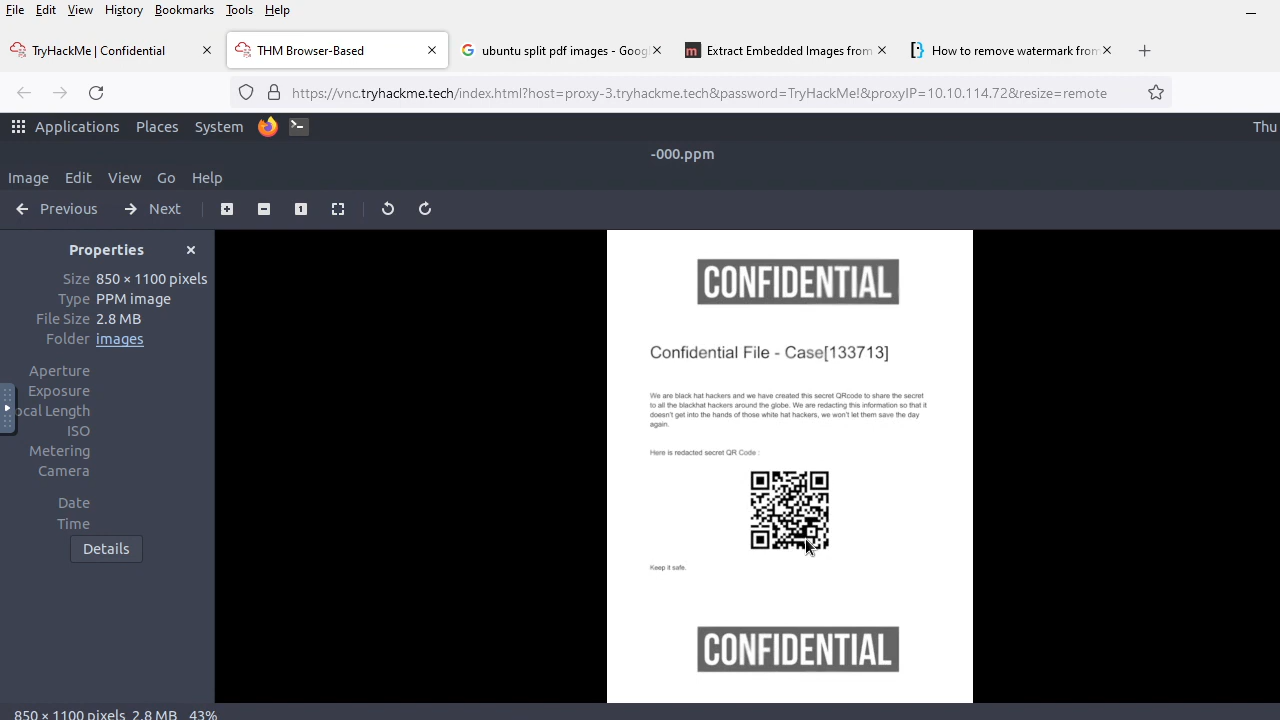 File Edit View History Bookmarks Tools Help
TryHackMe | Confidential
THM Browser-Based
ubuntu split pdf images - Goog
Extract Embedded Images from
How to remove watermark from
https://vnc.tryhackme.tech/index.html?host=proxy-3.tryhackme.tech&password=TryHackMe!&proxyIP=10.10.114.72&resize=remote
Applications Places System Thu
-000.ppm
Image Edit View Go Help
Previous Next
Properties
Size 850 × 1100 pixels
Type PPM image
File Size 2.8 MB
Folder images
Aperture
Exposure
ocal Length
ISO
Metering
Camera
Date
Time
Details
CONFIDENTIAL
Confidential File - Case[133713]
We are black hat hackers and we have created this secret QRcode to share the secret
to all the blackhat hackers around the globe. We are redacting this information so that it
doesn't get into the hands of those white hat hackers, we won't let them save the day
again.
Here is redacted secret QR Code :
Keep it safe.
CONFIDENTIAL
850 × 1100 pixels 2.8 MB 43%